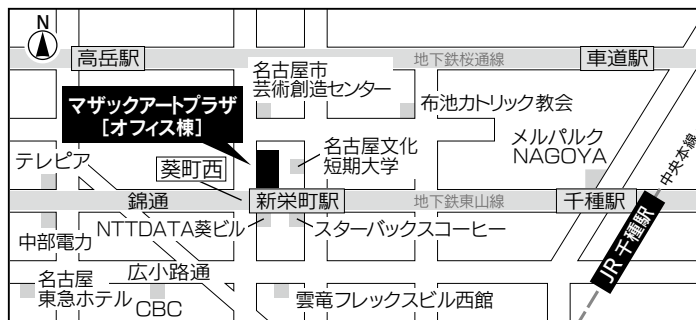 N
高岳駅
地下鉄桜通線
車道駅
名古屋市
芸術創造センター
マザックアートプラザ
[オフィス棟]
布池カトリック教会
メルパルク
NAGOYA
中央本線
名古屋文化
短期大学
テレピア
葵町西
錦通
新栄町駅
地下鉄東山線
千種駅
JR 千種駅
中部電力
NTTDATA葵ビル
スターバックスコーヒー
広小路通
名古屋
東急ホテル
CBC
雲竜フレックスビル西館